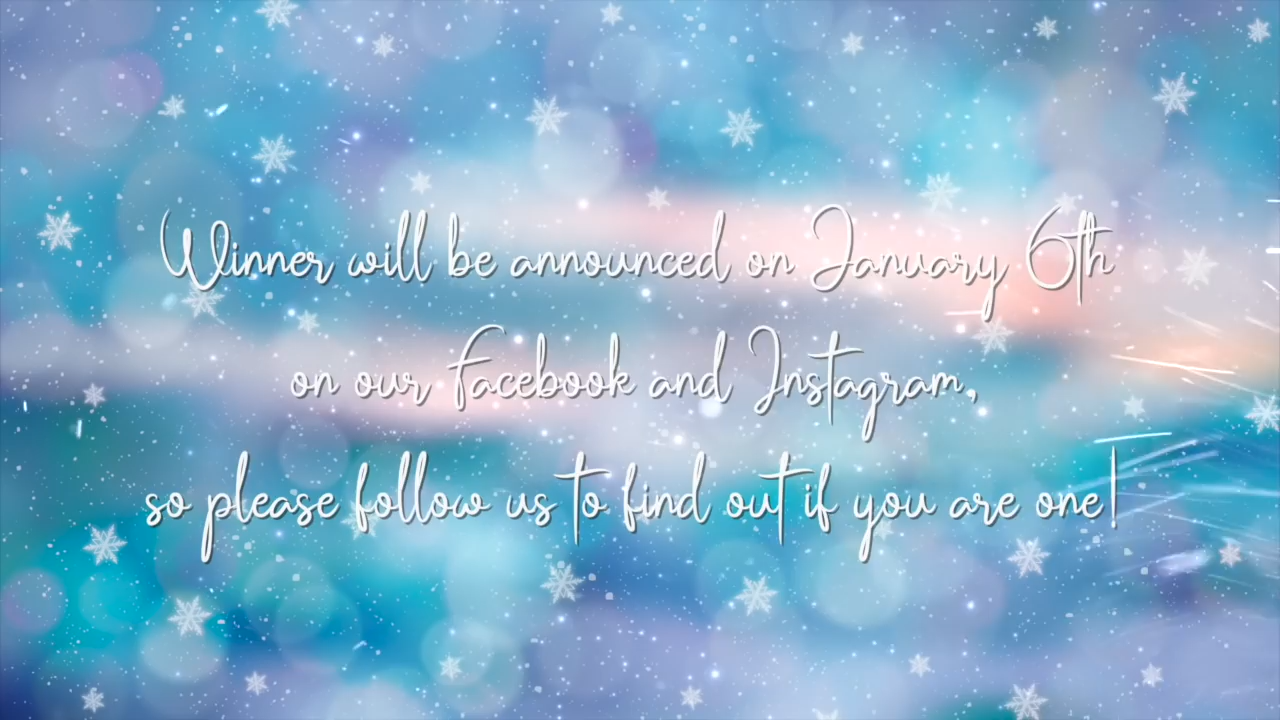 Winner will be announced on January 6th
on our Facebook and Instagram,
so please follow us to find out if you are one!